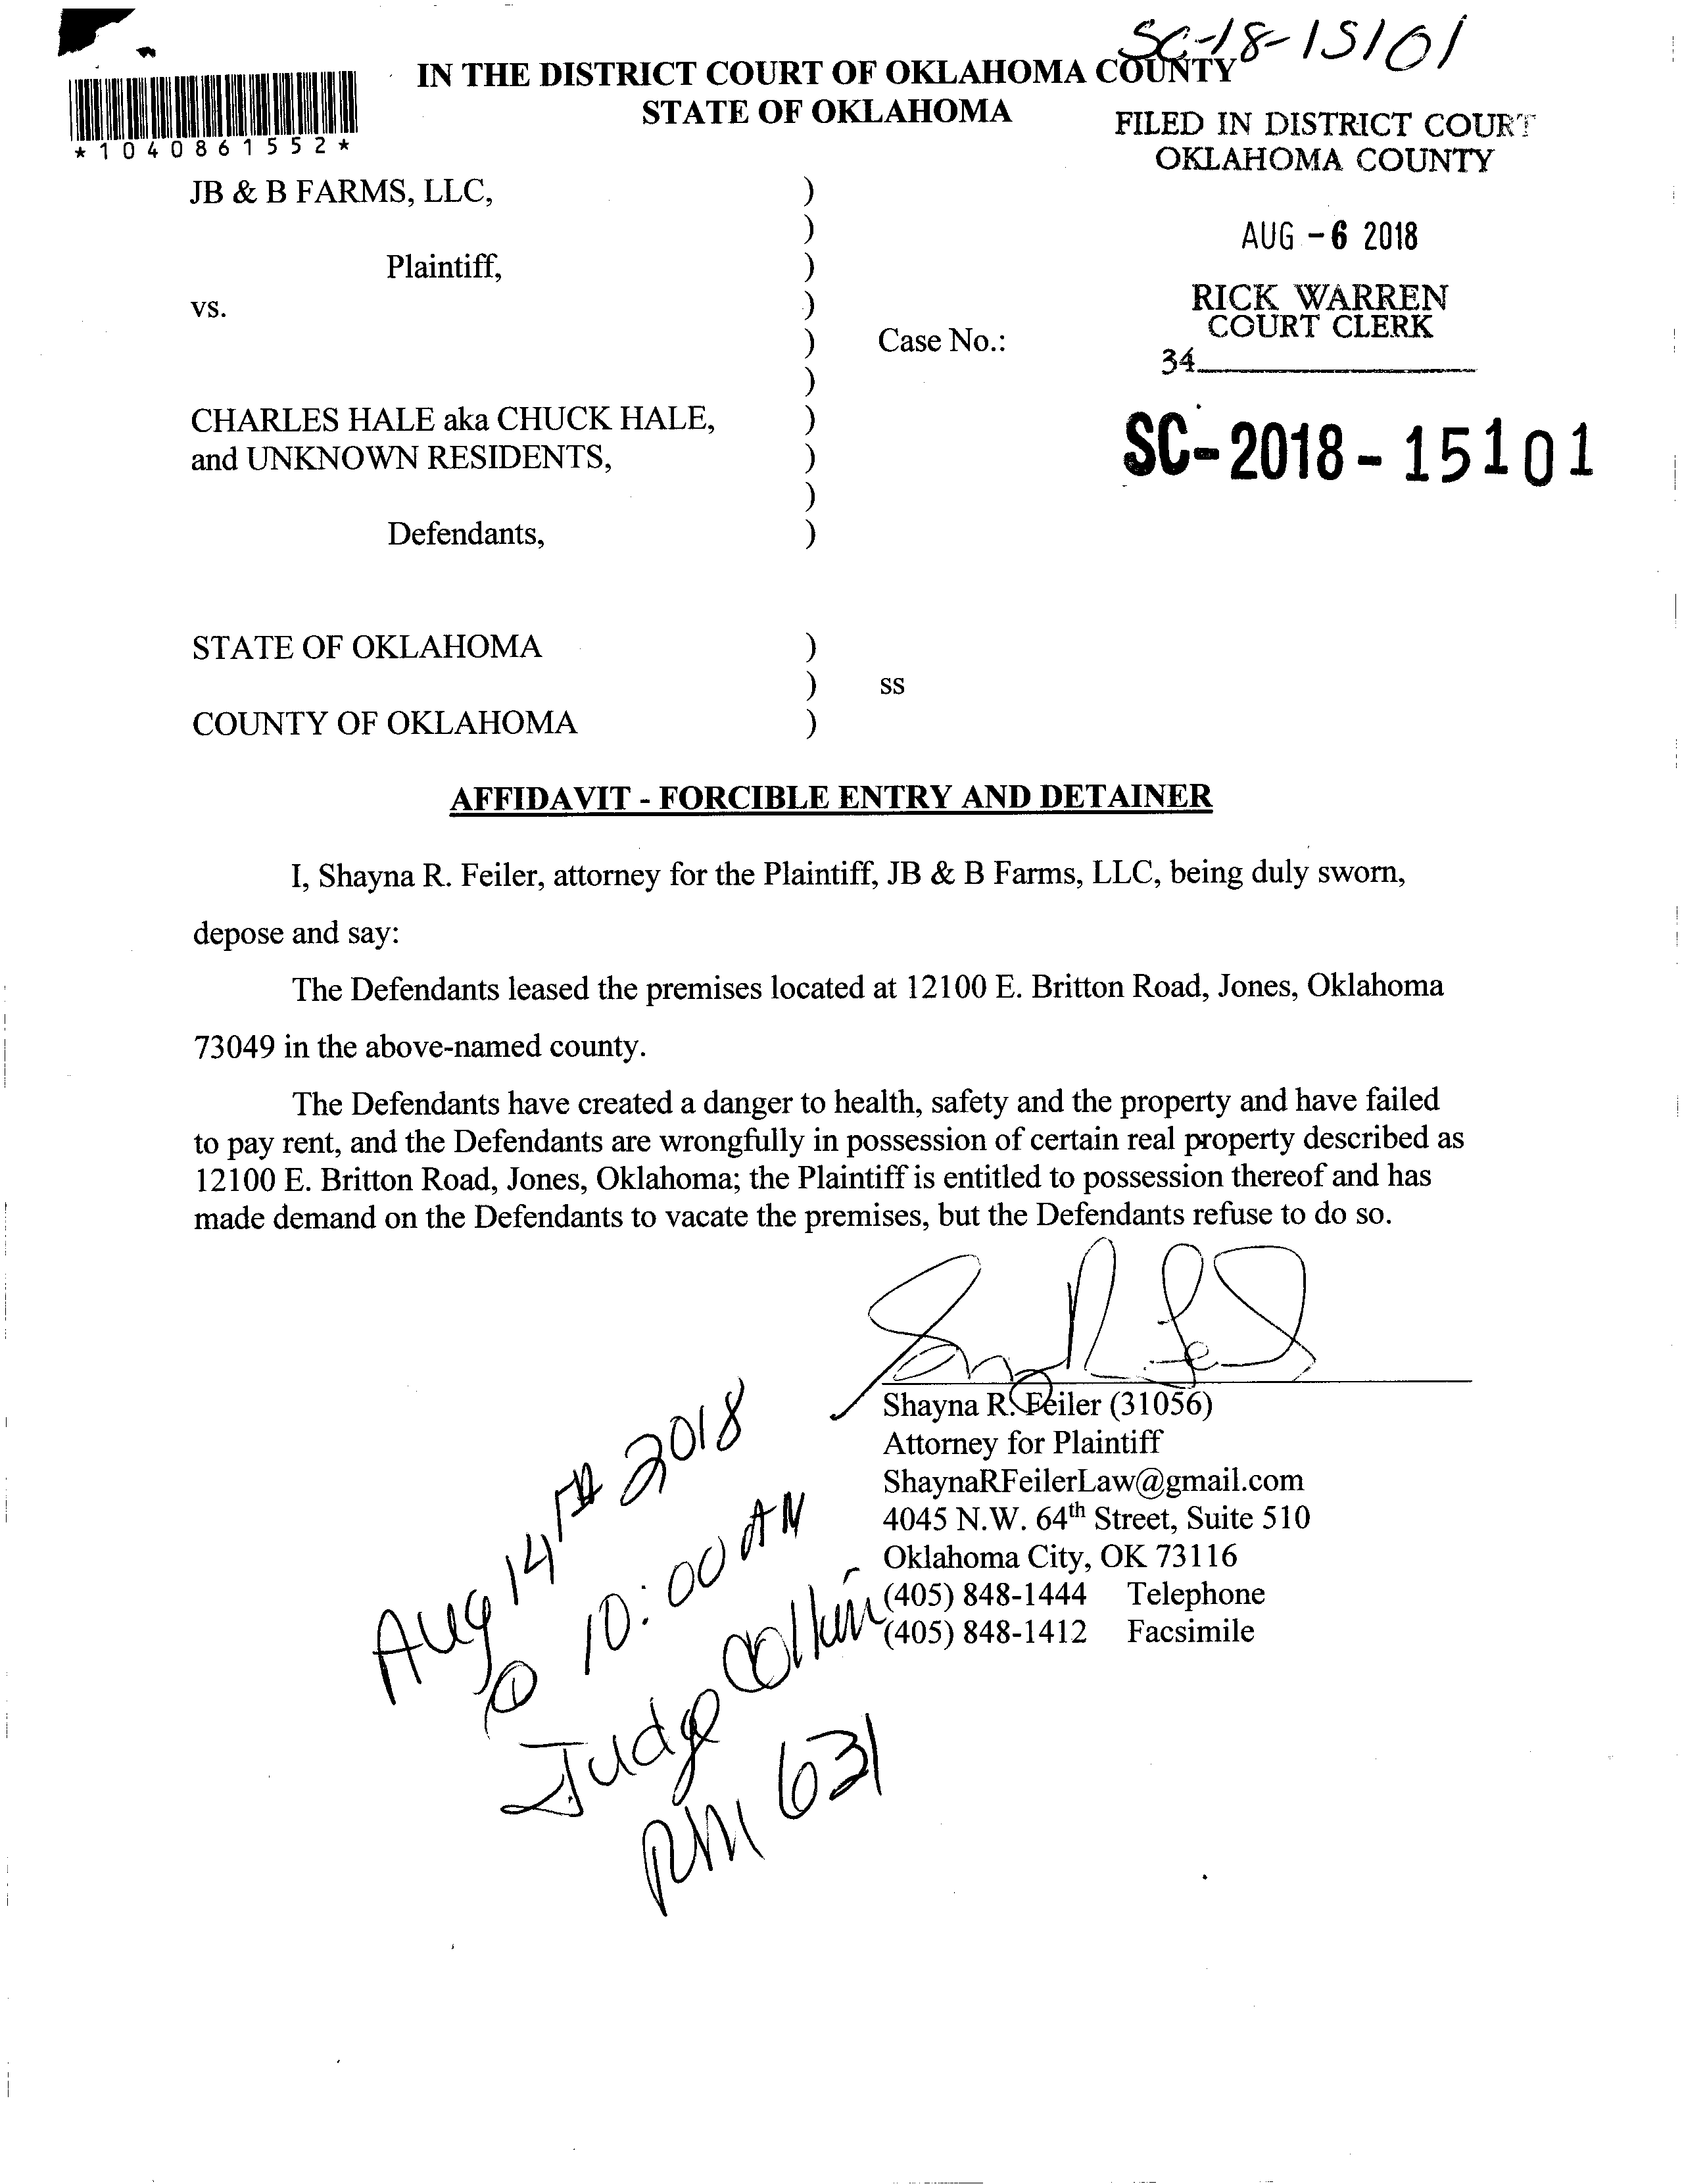 SC-18-15101
IN THE DISTRICT COURT OF OKLAHOMA COUNTY
STATE OF OKLAHOMA
*1040861552*
FILED IN DISTRICT COURT
OKLAHOMA COUNTY
AUG -6 2018
RICK WARREN
COURT CLERK
34
JB & B FARMS, LLC, )
)
Plaintiff, )
vs. )
) Case No.:
)
SC-2018-15101
CHARLES HALE aka CHUCK HALE, )
and UNKNOWN RESIDENTS, )
)
Defendants, )
STATE OF OKLAHOMA )
) ss
COUNTY OF OKLAHOMA )
AFFIDAVIT - FORCIBLE ENTRY AND DETAINER
I, Shayna R. Feiler, attorney for the Plaintiff, JB & B Farms, LLC, being duly sworn,
depose and say:
The Defendants leased the premises located at 12100 E. Britton Road, Jones, Oklahoma
73049 in the above-named county.
The Defendants have created a danger to health, safety and the property and have failed
to pay rent, and the Defendants are wrongfully in possession of certain real property described as
12100 E. Britton Road, Jones, Oklahoma; the Plaintiff is entitled to possession thereof and has
made demand on the Defendants to vacate the premises, but the Defendants refuse to do so.
Shayna R. Feiler (31056)
Attorney for Plaintiff
ShaynaRFeilerLaw@gmail.com
4045 N.W. 64th Street, Suite 510
Oklahoma City, OK 73116
(405) 848-1444 Telephone
(405) 848-1412 Facsimile
Aug 14TH 2018
@ 10:00 AM
Judge
RM 631